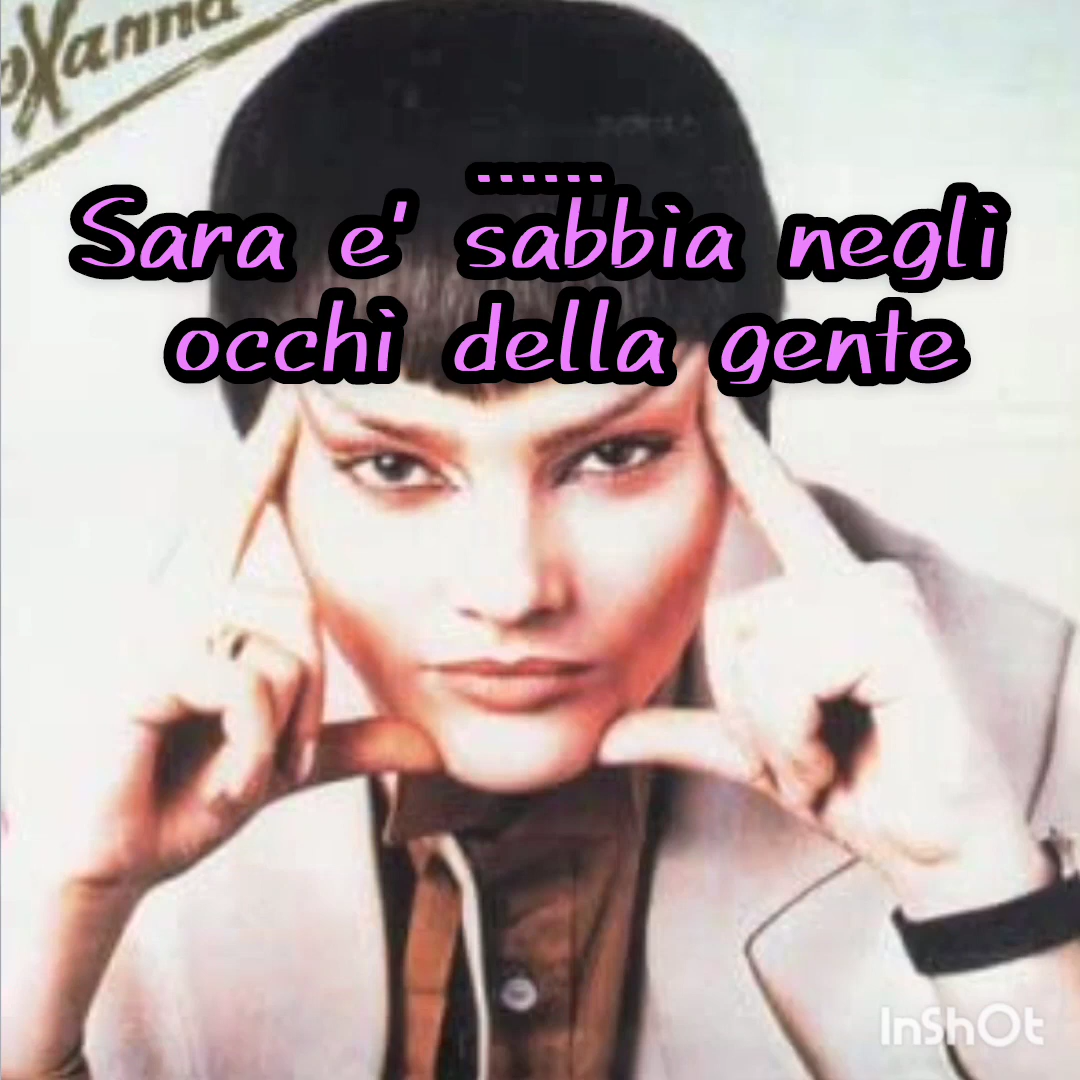 oXanna
......
Sara e' sabbia negli
occhi della gente
InShOt